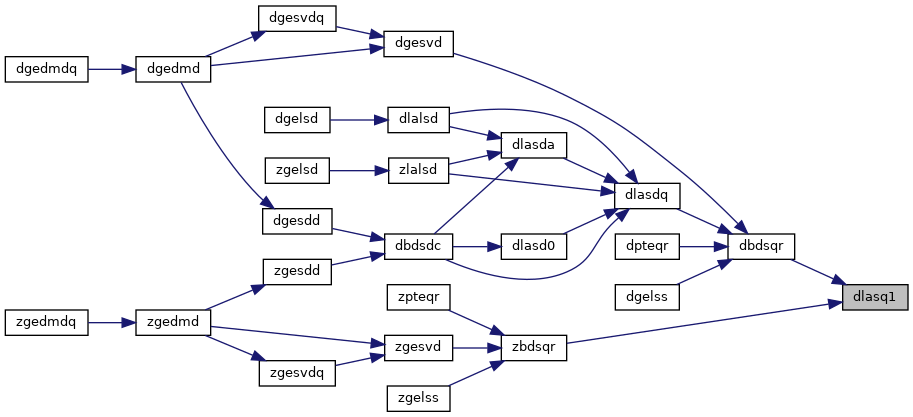 dgesvdq
dgesvd
dgedmdq
dgedmd
dgelsd
dlalsd
dlasda
zgelsd
zlalsd
dlasdq
dgesdd
dbdsdc
dlasd0
dpteqr
dbdsqr
zgesdd
zpteqr
dgelss
dlasq1
zgedmdq
zgedmd
zgesvd
zbdsqr
zgesvdq
zgelss